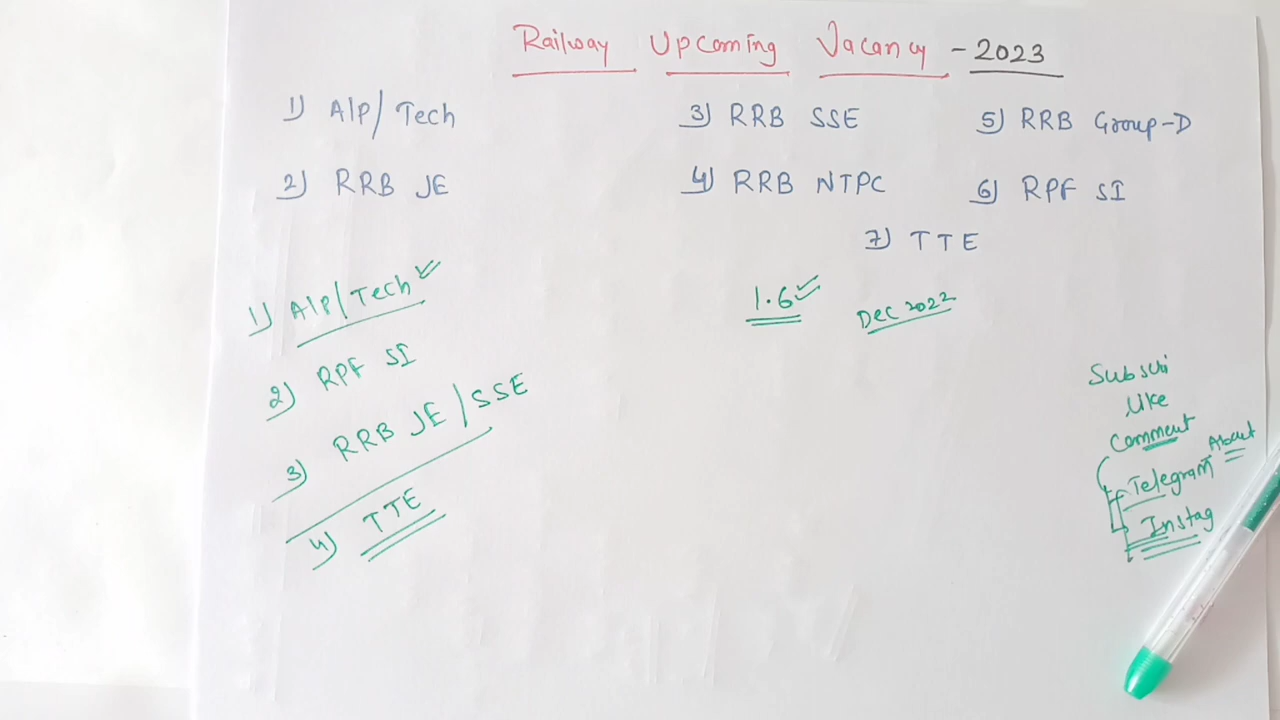 Railway Upcoming Vacancy - 2023
1) Alp/Tech
2) RRB JE
3) RRB SSE
4) RRB NTPC
5) RRB Group-D
6) RPF SI
7) TTE
1) Alp/Tech
2) RPF SI
3) RRB JE/SSE
4) TTE
1.6
Dec 2022
Subscri
Like
Comment
About
Telegram
Instag